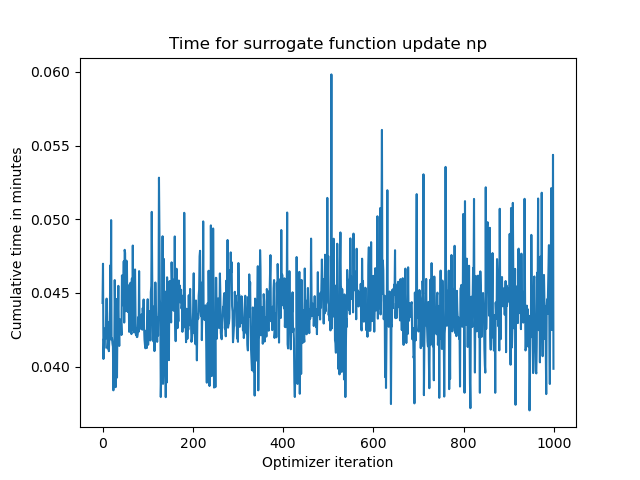 Time for surrogate function update np
0.060
0.055
0.050
0.045
0.040
Cumulative time in minutes
0 200 400 600 800 1000
Optimizer iteration